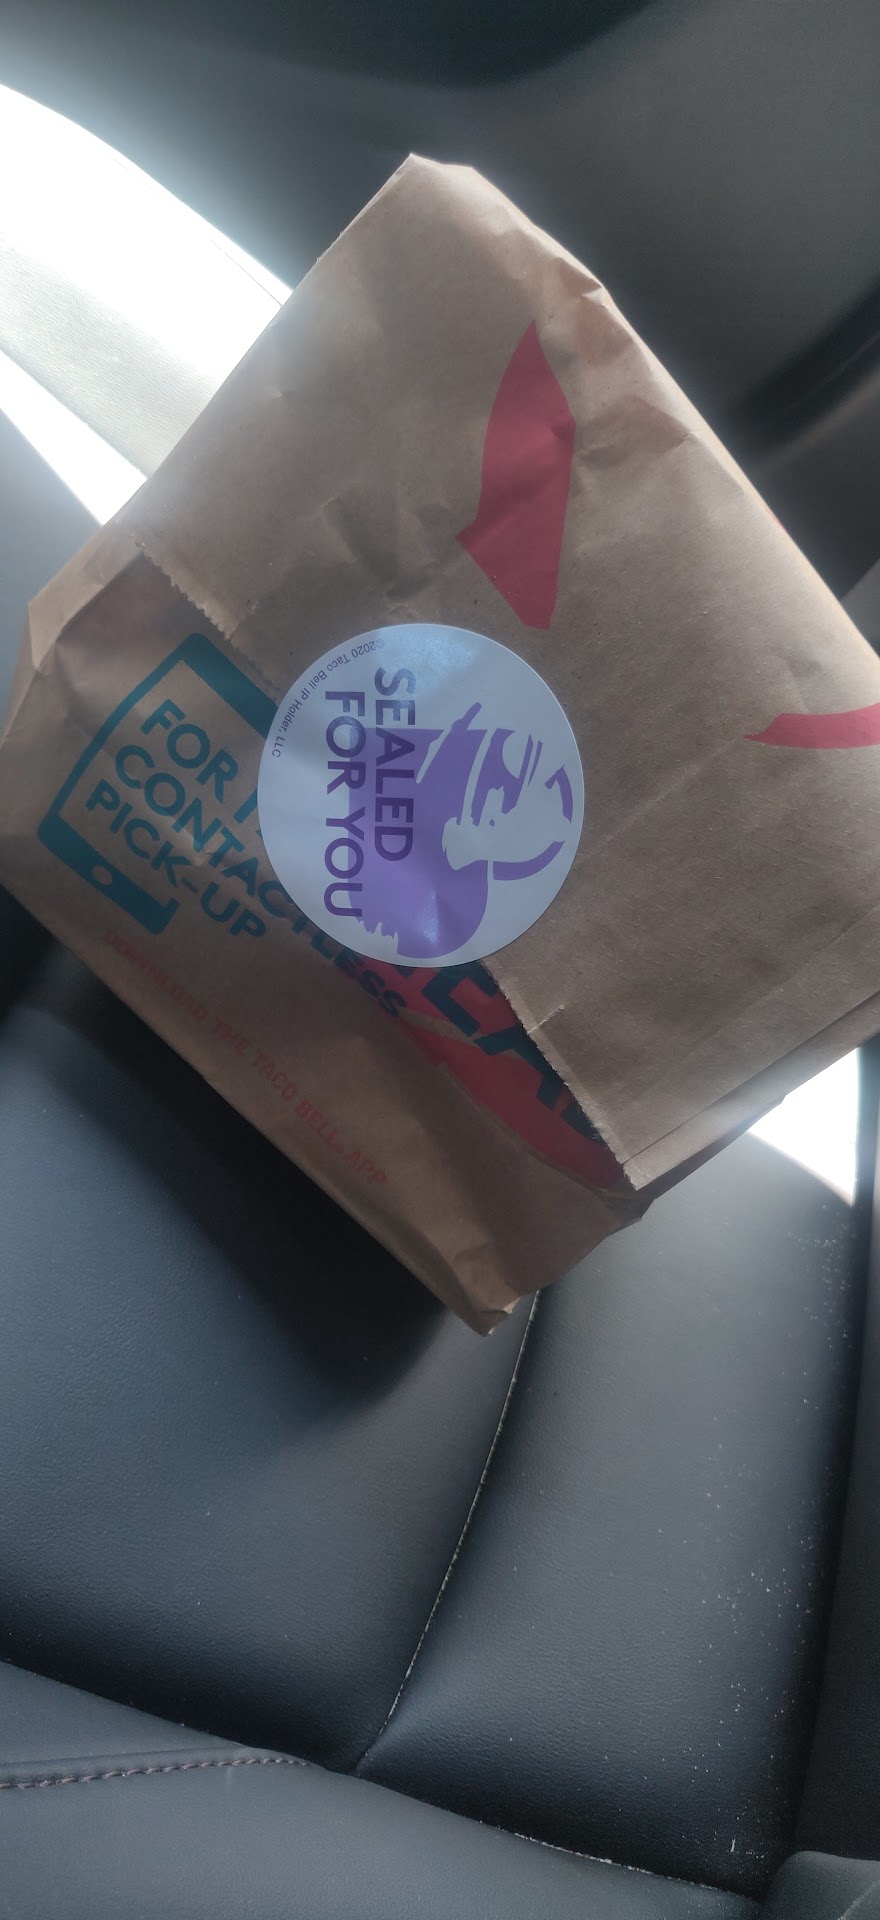 ©2020 Taco Bell IP Holder, LLC
SEALED
FOR YOU
FOR
CONTACTLESS
PICK-UP
DOWNLOAD THE TACO BELL® APP